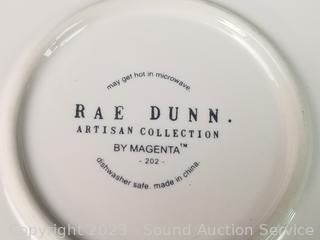 may get hot in microwave.
RAE DUNN.
ARTISAN COLLECTION
BY MAGENTA™
- 202 -
dishwasher safe. made in china.
Copyright 2023 - Sound Auction Service